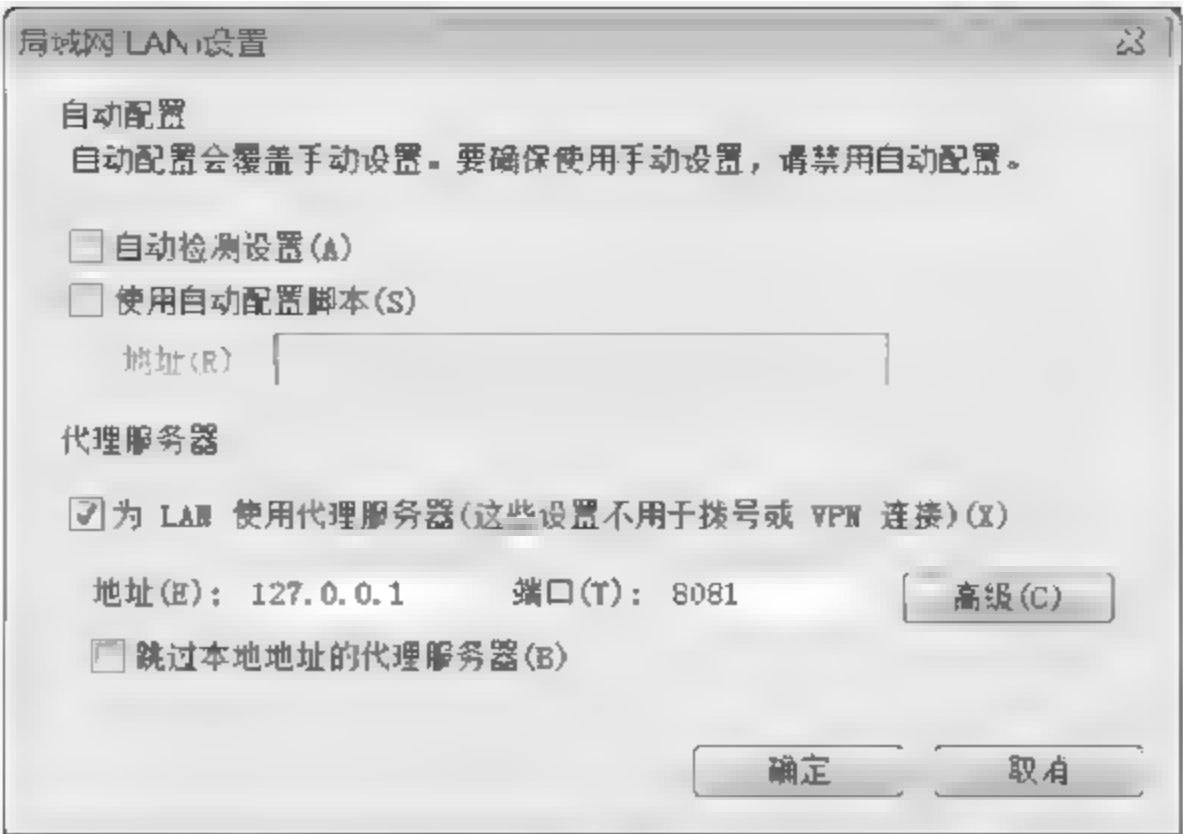 局域网 LAN 设置
自动配置
自动配置会覆盖手动设置。要确保使用手动设置，请禁用自动配置。
自动检测设置(A)
使用自动配置脚本(S)
地址(R)
代理服务器
为 LAN 使用代理服务器(这些设置不用于拨号或 VPN 连接)(X)
地址(E): 127.0.0.1 端口(T): 8081 高级(C)
跳过本地地址的代理服务器(B)
确定 取消